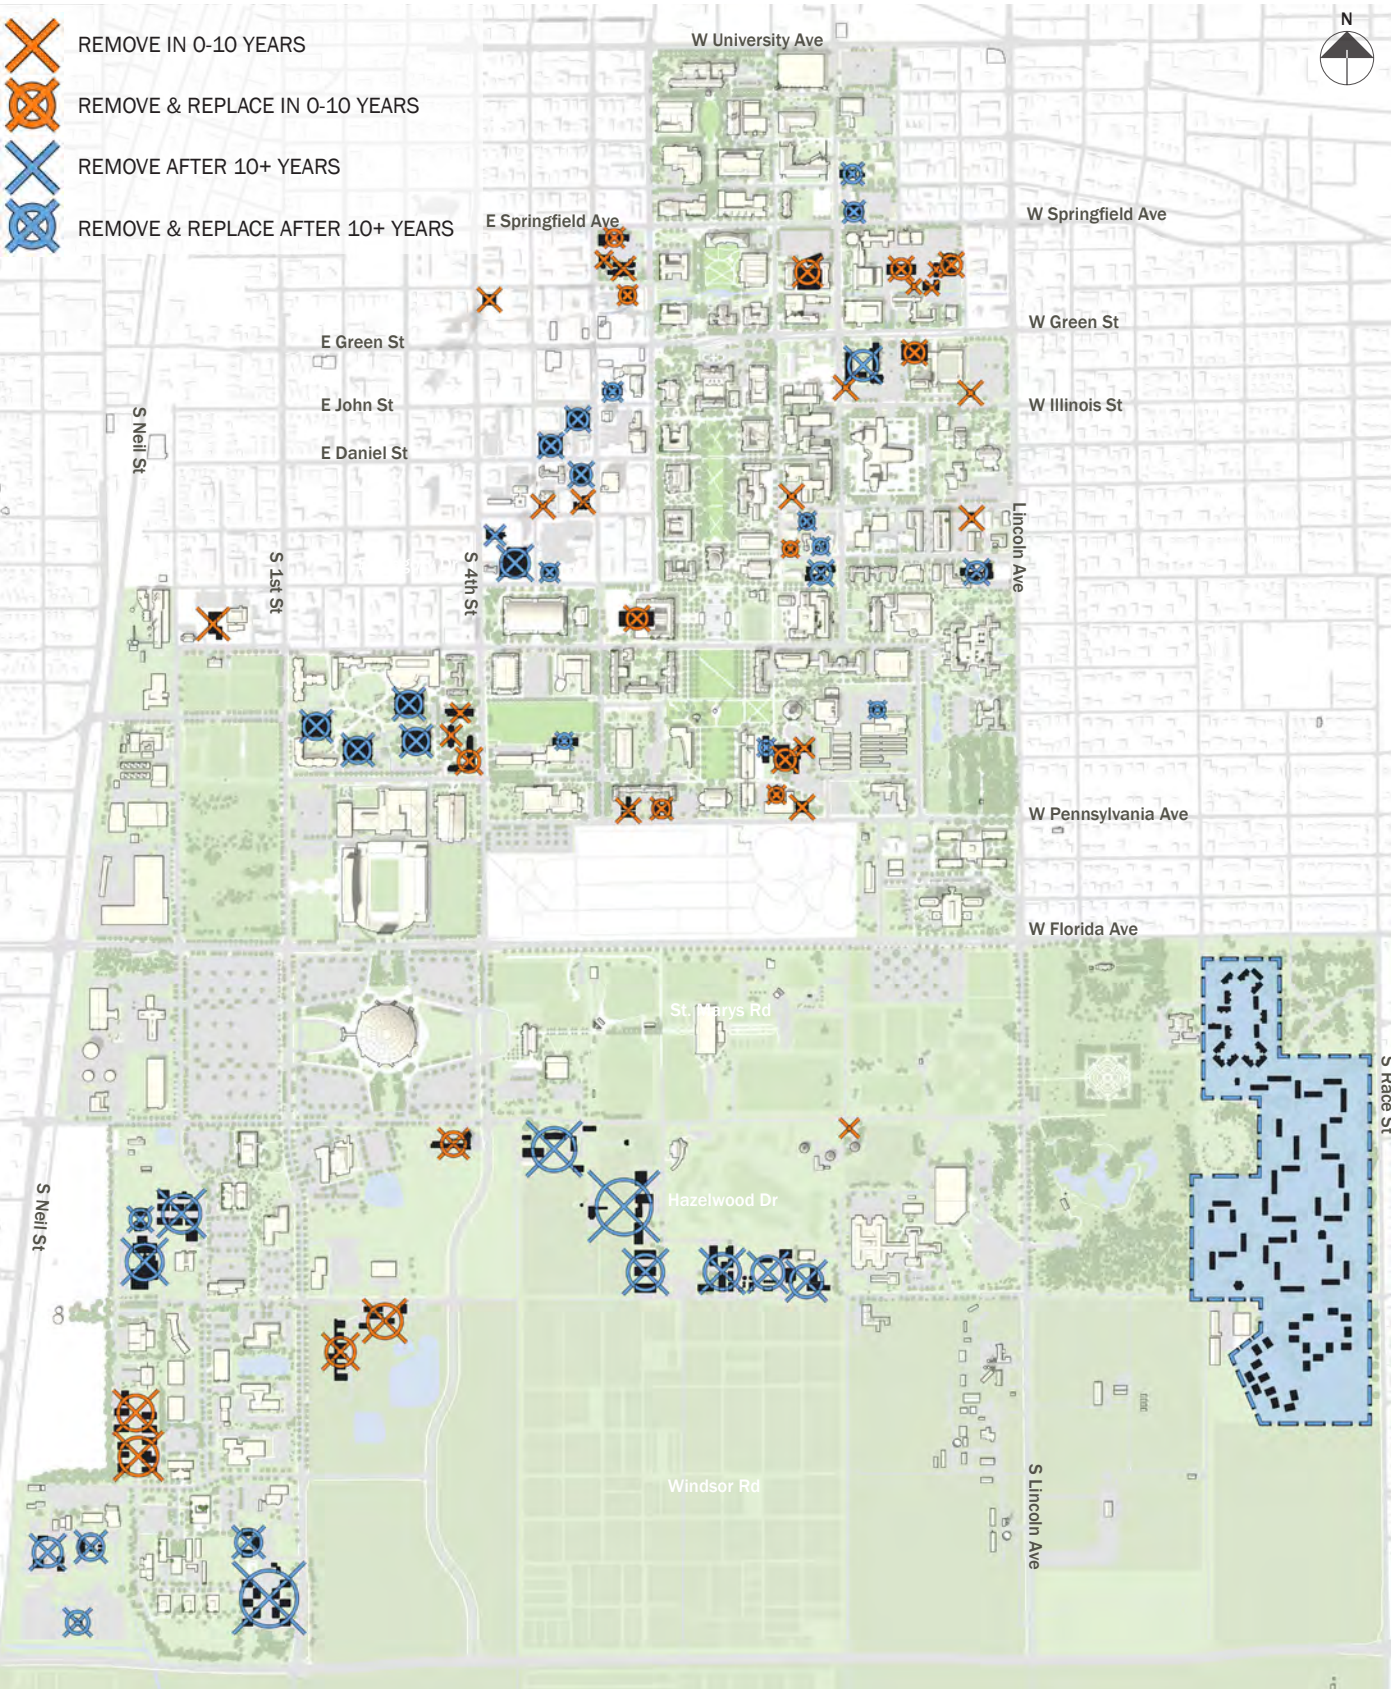 N
REMOVE IN 0-10 YEARS
REMOVE & REPLACE IN 0-10 YEARS
REMOVE AFTER 10+ YEARS
REMOVE & REPLACE AFTER 10+ YEARS
W University Ave
E Springfield Ave
W Springfield Ave
W Green St
E Green St
E John St
W Illinois St
E Daniel St
S Neil St
Lincoln Ave
S 1st St
S 4th St
W Pennsylvania Ave
W Florida Ave
St. Marys Rd
S Race St
Hazelwood Dr
S Neil St
Windsor Rd
S Lincoln Ave